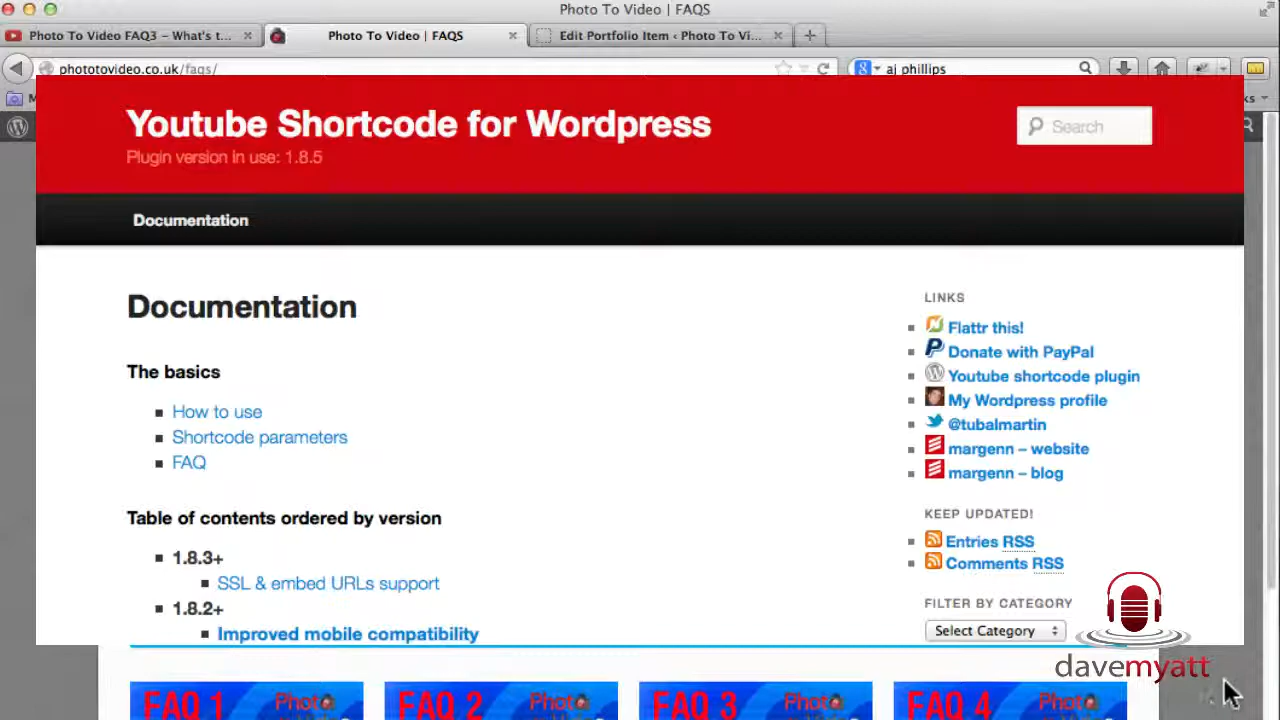 Photo To Video | FAQS
Photo To Video FAQ3 – What's t...
Photo To Video | FAQS
Edit Portfolio Item ‹ Photo To Vi...
phototovideo.co.uk/faqs/
aj phillips
Youtube Shortcode for Wordpress
Plugin version in use: 1.8.5
Search
Documentation
Documentation
The basics
How to use
Shortcode parameters
FAQ
Table of contents ordered by version
1.8.3+
SSL & embed URLs support
1.8.2+
Improved mobile compatibility
LINKS
Flattr this!
Donate with PayPal
Youtube shortcode plugin
My Wordpress profile
@tubalmartin
margenn – website
margenn – blog
KEEP UPDATED!
Entries RSS
Comments RSS
FILTER BY CATEGORY
Select Category
davemyatt
FAQ 1
FAQ 2
FAQ 3
FAQ 4